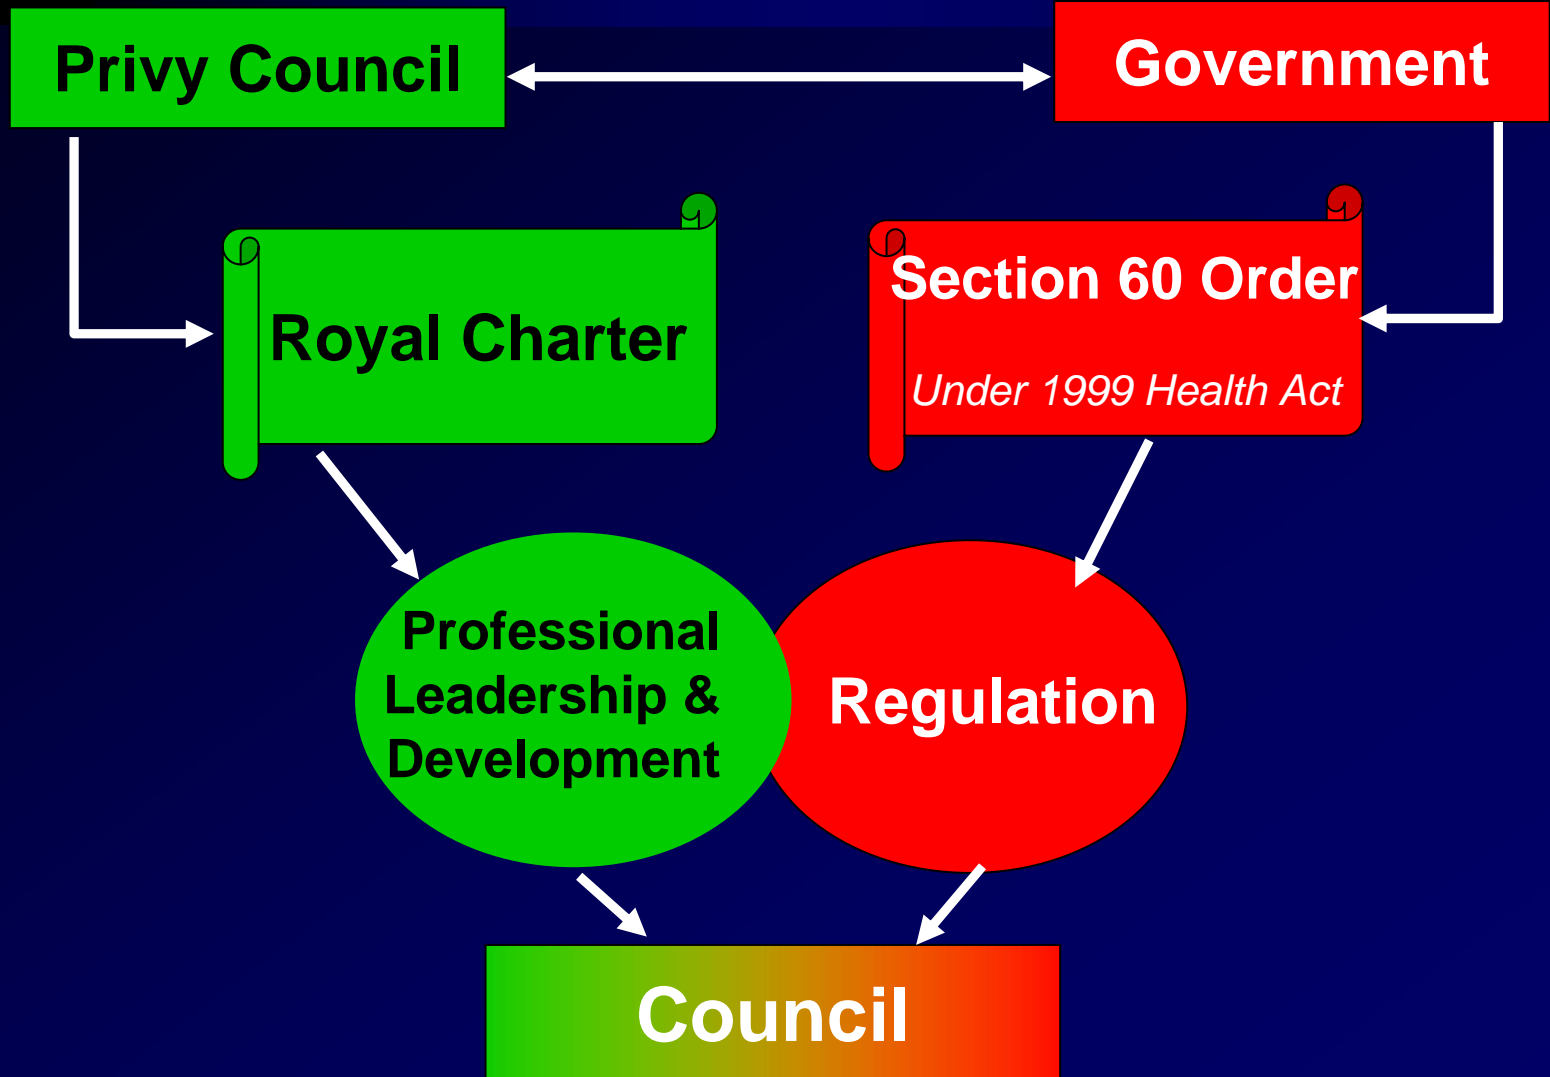 Privy Council
Government
Royal Charter
Section 60 Order
Under 1999 Health Act
Professional
Leadership &
Development
Regulation
Council